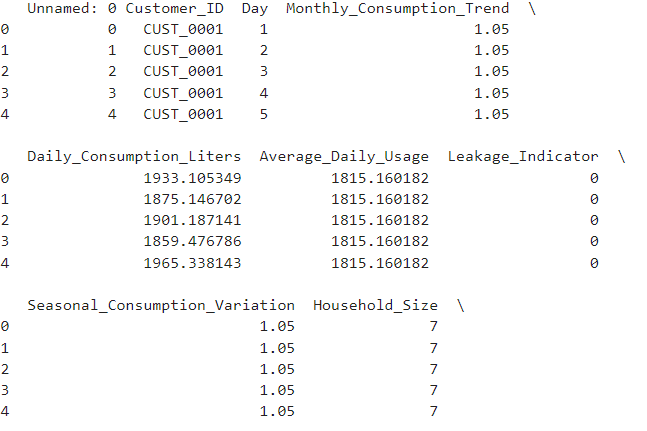 Unnamed: 0 Customer_ID  Day  Monthly_Consumption_Trend  \
0           0   CUST_0001    1                       1.05
1           1   CUST_0001    2                       1.05
2           2   CUST_0001    3                       1.05
3           3   CUST_0001    4                       1.05
4           4   CUST_0001    5                       1.05
Daily_Consumption_Liters  Average_Daily_Usage  Leakage_Indicator  \
0               1933.105349          1815.160182                  0
1               1875.146702          1815.160182                  0
2               1901.187141          1815.160182                  0
3               1859.476786          1815.160182                  0
4               1965.338143          1815.160182                  0
Seasonal_Consumption_Variation  Household_Size  \
0                            1.05               7
1                            1.05               7
2                            1.05               7
3                            1.05               7
4                            1.05               7